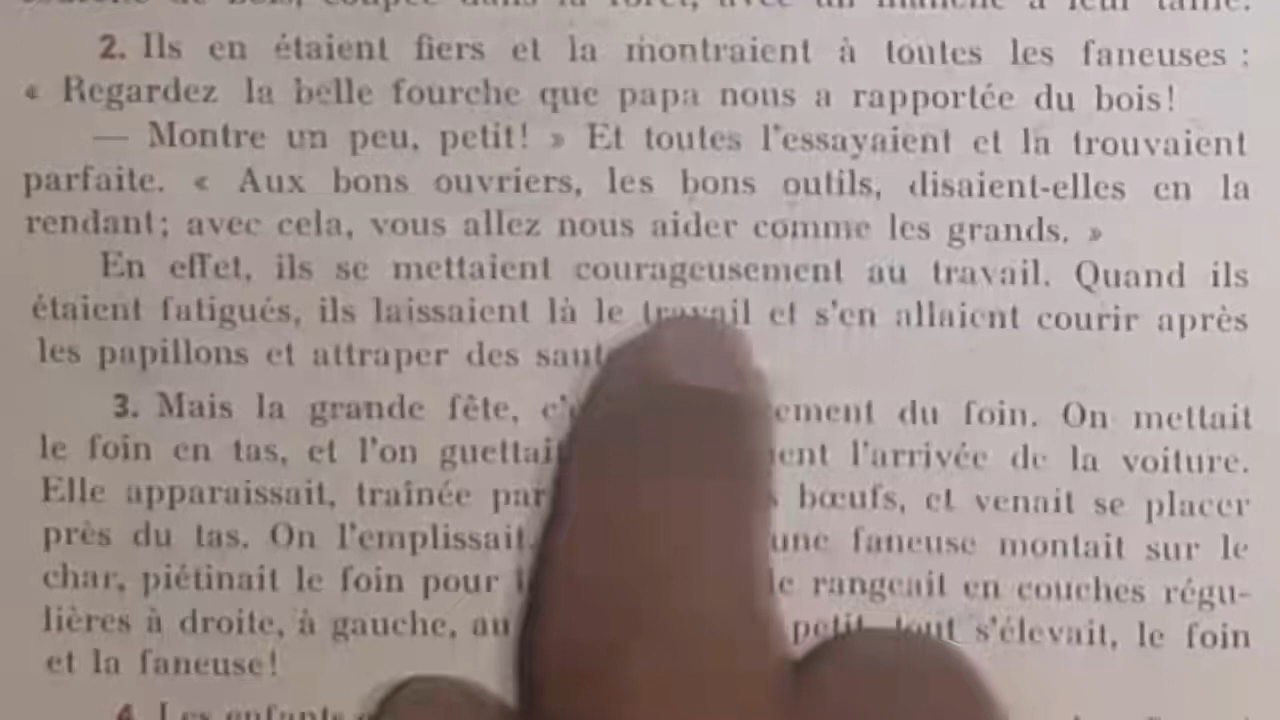 2. Ils en étaient fiers et la montraient à toutes les faneuses :
« Regardez la belle fourche que papa nous a rapportée du bois!
— Montre un peu, petit! » Et toutes l'essayaient et la trouvaient
parfaite. « Aux bons ouvriers, les bons outils, disaient-elles en la
rendant; avec cela, vous allez nous aider comme les grands. »
En effet, ils se mettaient courageusement au travail. Quand ils
étaient fatigués, ils laissaient là le travail et s'en allaient courir après
les papillons et attraper des
3. Mais la grande fête, du foin. On mettait
le foin en tas, et l'on guettait l'arrivée de la voiture.
Elle apparaissait, traînée par bœufs, et venait se placer
près du tas. On l'emplissait. une faneuse montait sur le
char, piétinait le foin pour rangeait en couches régu-
lières à droite, à gauche, au petit, tout s'élevait, le foin
et la faneuse!
4. Les enfants